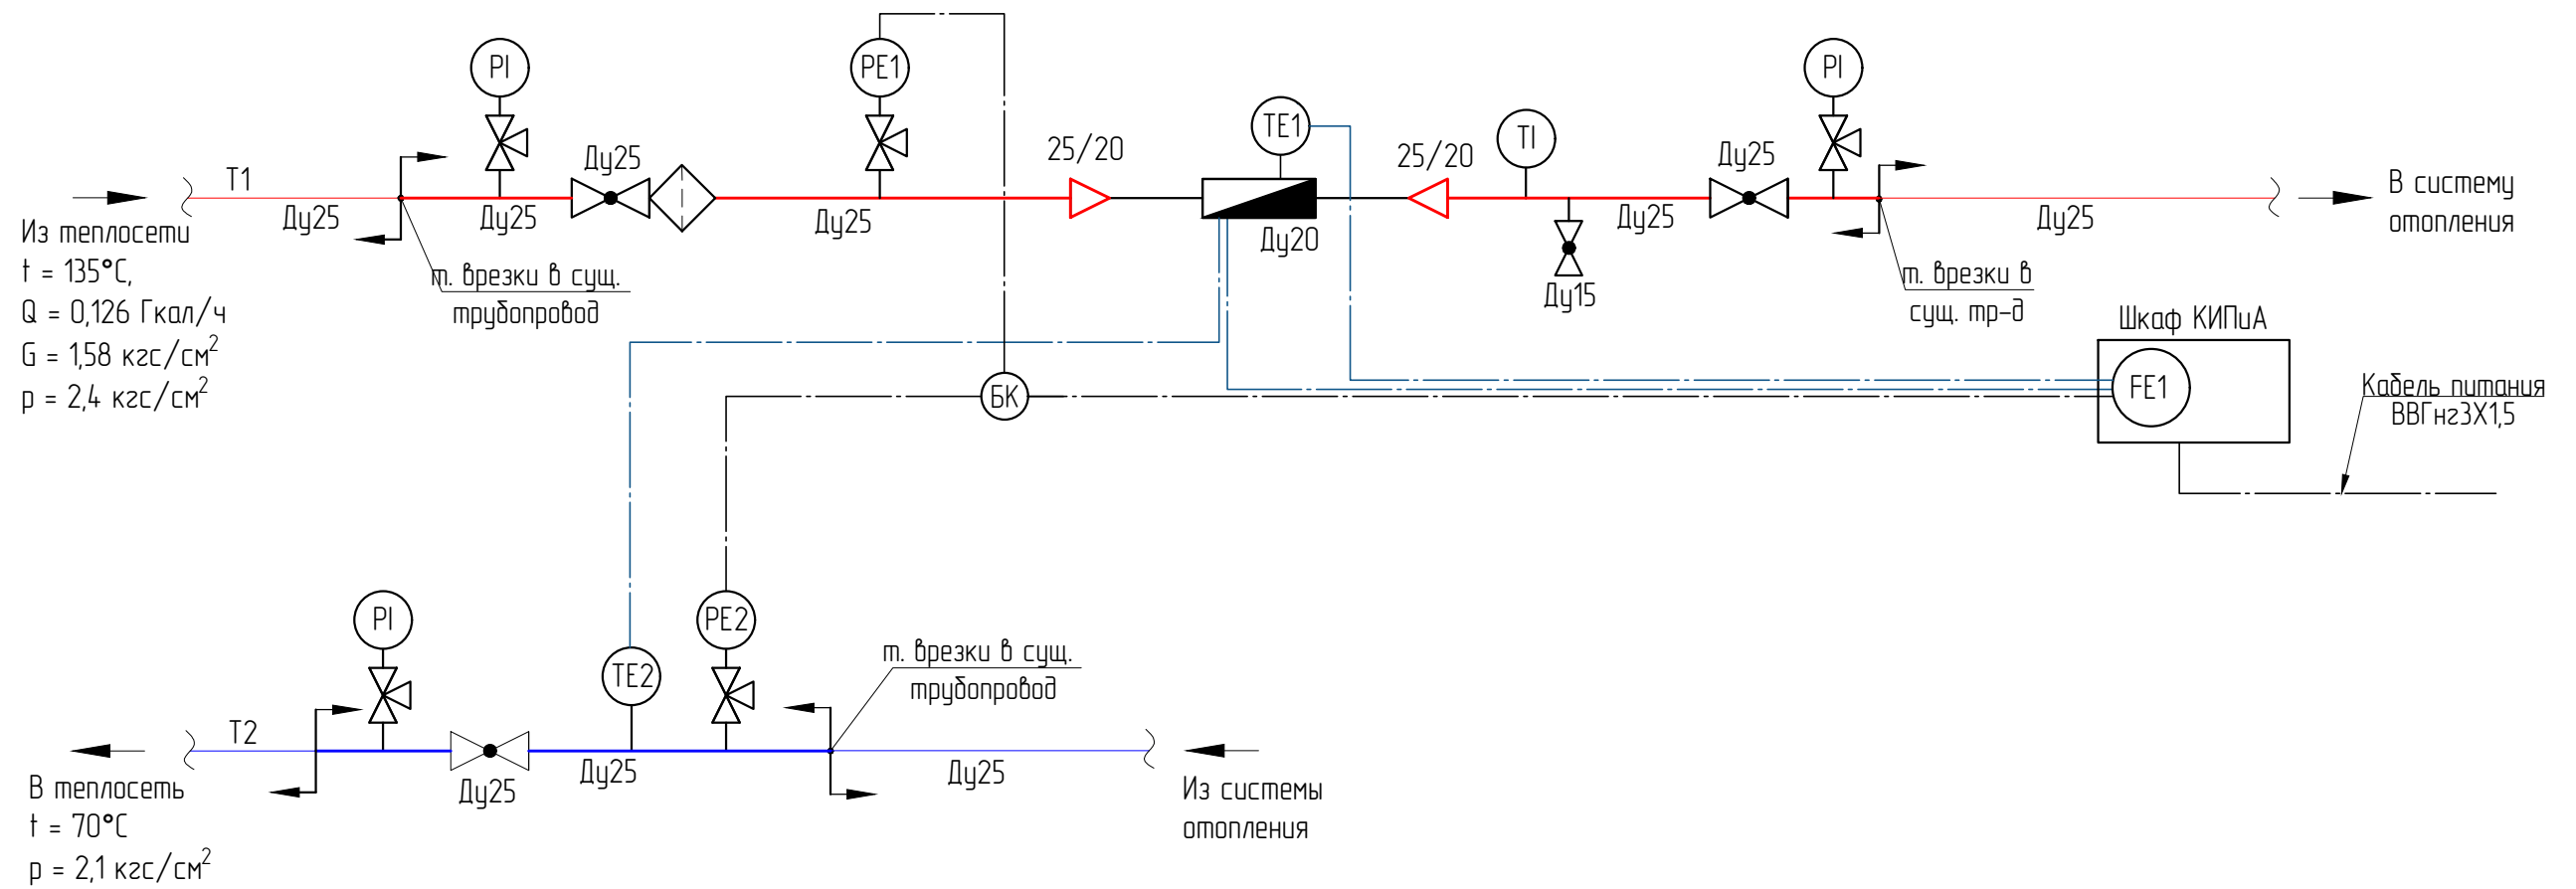 PI
PE1
PI
TE1
TI
25/20
25/20
Ду25
Ду25
T1
Ду25
Ду25
Ду25
Ду20
Ду25
Ду25
В систему
отопления
Из теплосети
t = 135°C,
Q = 0,126 Гкал/ч
G = 1,58 кгс/см²
p = 2,4 кгс/см²
т. врезки в сущ.
трубопровод
Ду15
т. врезки в
сущ. тр-д
Шкаф КИПиА
FE1
БК
Кабель питания
ВВГнг3Х1,5
PI
PE2
TE2
т. врезки в сущ.
трубопровод
T2
Ду25
Ду25
Ду25
В теплосеть
t = 70°C
p = 2,1 кгс/см²
Из системы
отопления